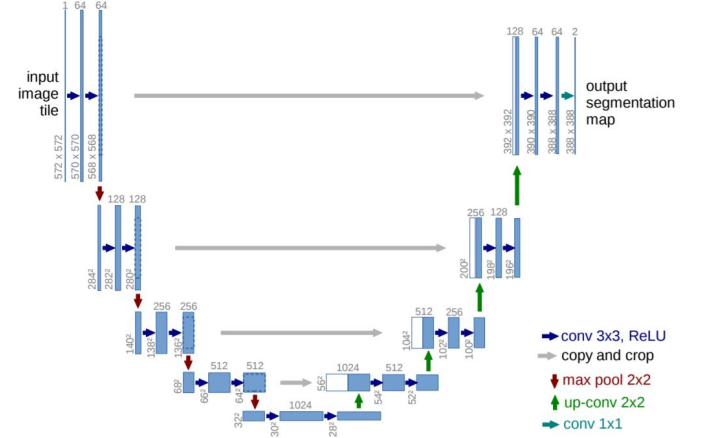 1 64 64
128 64 64 2
input
image
tile
output
segmentation
map
572 x 572
570 x 570
568 x 568
392 x 392
390 x 390
388 x 388
388 x 388
128 128
256 128
284²
282²
280²
200²
198²
196²
256 256
512 256
140²
138²
136²
104²
102²
100²
512 512
1024 512
68²
66²
64²
56²
54²
52²
1024
32²
30²
28²
conv 3x3, ReLU
copy and crop
max pool 2x2
up-conv 2x2
conv 1x1